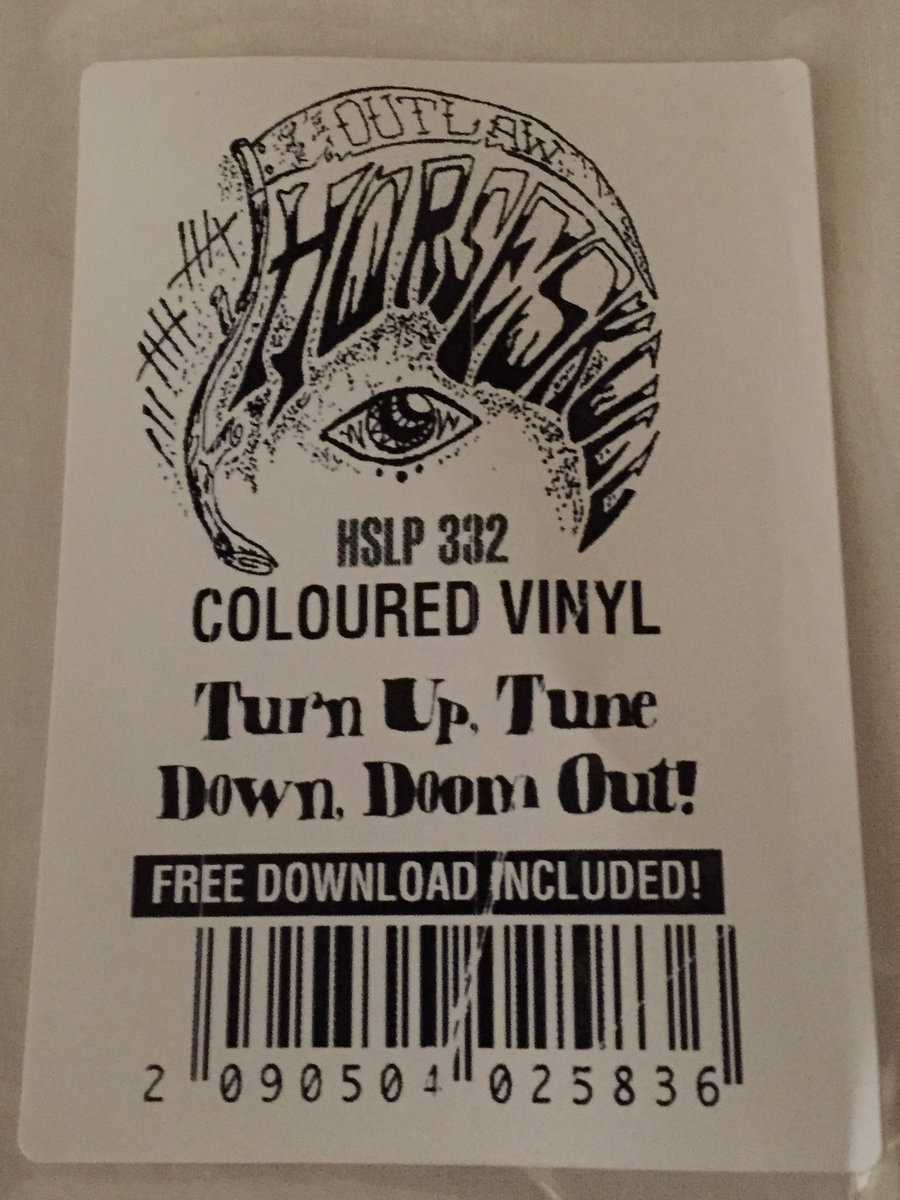 OUTLAW
HORSESKULL
HSLP 332
COLOURED VINYL
Turn Up, Tune
Down, Doom Out!
FREE DOWNLOAD INCLUDED!
2 090504 025836